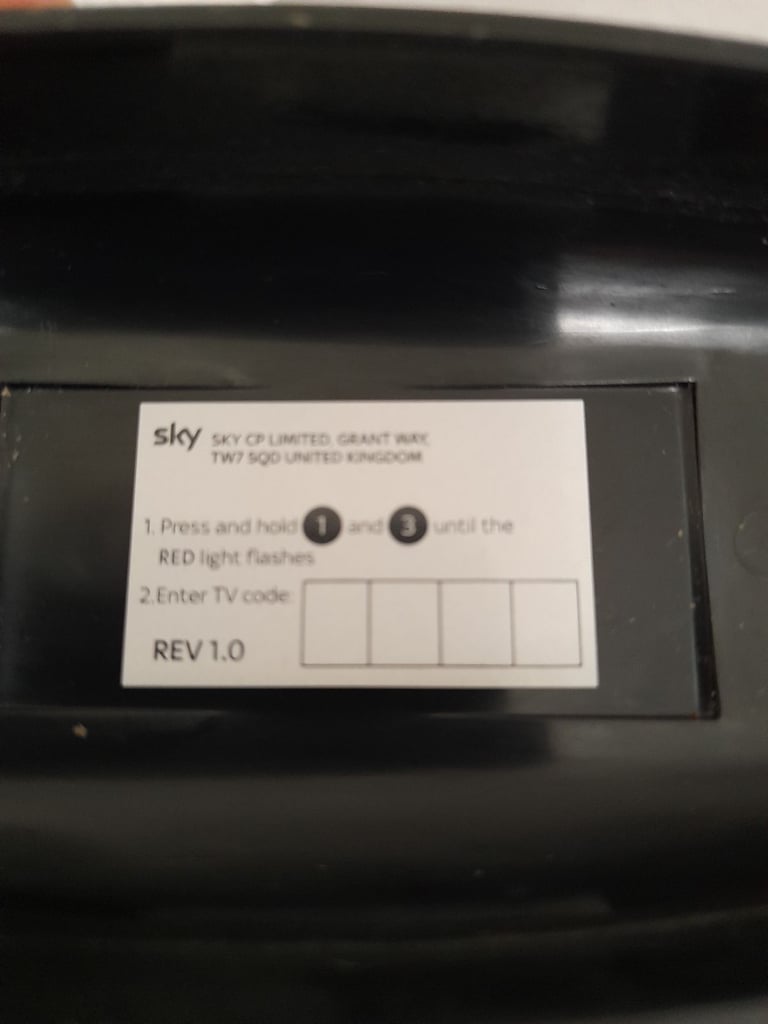 sky SKY CP LIMITED, GRANT WAY,
TW7 5QD UNITED KINGDOM
1. Press and hold 1 and 3 until the
RED light flashes
2.Enter TV code:
REV 1.0